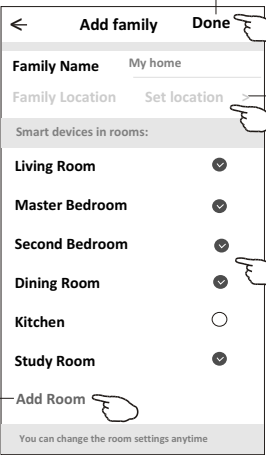 Add family Done
Family Name My home
Family Location Set location >
Smart devices in rooms:
Living Room
Master Bedroom
Second Bedroom
Dining Room
Kitchen
Study Room
Add Room
You can change the room settings anytime